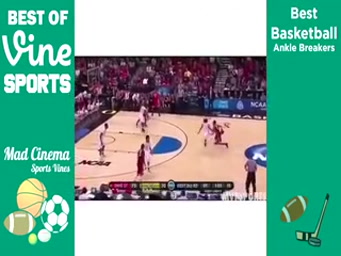 BEST OF
Vine
SPORTS
Mad Cinema
Sports Vines
Best
Basketball
Ankle Breakers
NCAA